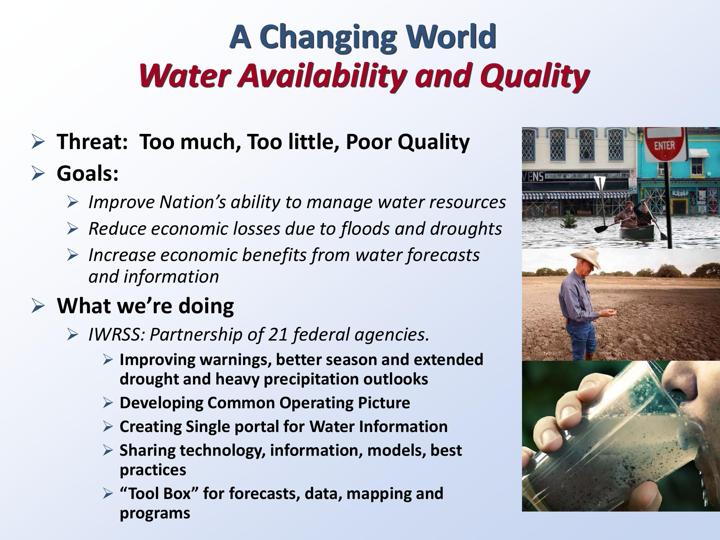 A Changing World
Water Availability and Quality
Threat:  Too much, Too little, Poor Quality
Goals:
Improve Nation's ability to manage water resources
Reduce economic losses due to floods and droughts
Increase economic benefits from water forecasts
and information
What we're doing
IWRSS: Partnership of 21 federal agencies.
Improving warnings, better season and extended
drought and heavy precipitation outlooks
Developing Common Operating Picture
Creating Single portal for Water Information
Sharing technology, information, models, best
practices
“Tool Box” for forecasts, data, mapping and
programs
ENTER
VENS